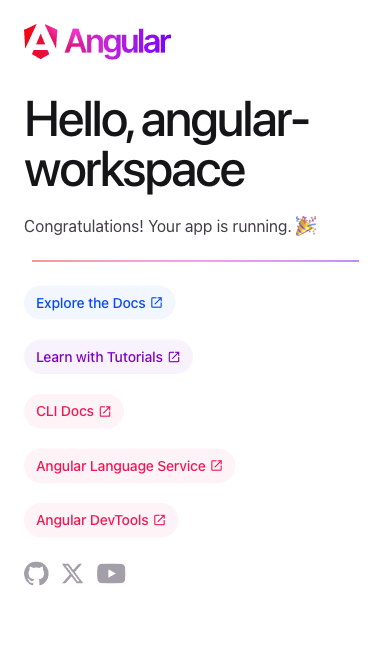 Angular
Hello, angular-
workspace
Congratulations! Your app is running. 🎉
Explore the Docs
Learn with Tutorials
CLI Docs
Angular Language Service
Angular DevTools